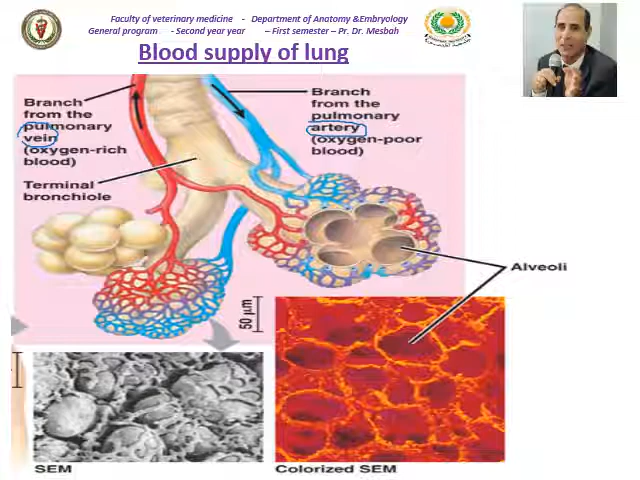 Faculty of veterinary medicine - Department of Anatomy &Embryology
General program - Second year year – First semester – Pr. Dr. Mesbah
Blood supply of lung
Branch
from the
pulmonary
vein
(oxygen-rich
blood)
Terminal
bronchiole
Branch
from the
pulmonary
artery
(oxygen-poor
blood)
Alveoli
50 µm
SEM
Colorized SEM